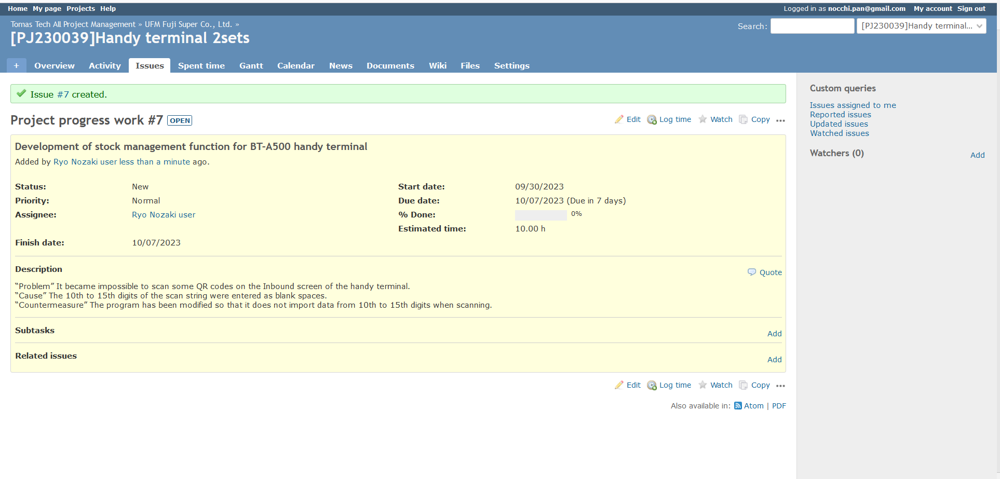 Home My page Projects Help
Logged in as nocchi.pan@gmail.com My account Sign out
Tomas Tech All Project Management » UFM Fuji Super Co., Ltd. »
Search: [PJ230039]Handy terminal...
[PJ230039]Handy terminal 2sets
+ Overview Activity Issues Spent time Gantt Calendar News Documents Wiki Files Settings
Issue #7 created.
Project progress work #7 OPEN
Edit Log time Watch Copy ...
Development of stock management function for BT-A500 handy terminal
Added by Ryo Nozaki user less than a minute ago.
Status: New Start date: 09/30/2023
Priority: Normal Due date: 10/07/2023 (Due in 7 days)
Assignee: Ryo Nozaki user % Done: 0%
Estimated time: 10.00 h
Finish date: 10/07/2023
Description
Quote
“Problem” It became impossible to scan some QR codes on the Inbound screen of the handy terminal.
“Cause” The 10th to 15th digits of the scan string were entered as blank spaces.
“Countermeasure” The program has been modified so that it does not import data from 10th to 15th digits when scanning.
Subtasks
Add
Related issues
Add
Edit Log time Watch Copy ...
Also available in: Atom | PDF
Custom queries
Issues assigned to me
Reported issues
Updated issues
Watched issues
Watchers (0)
Add